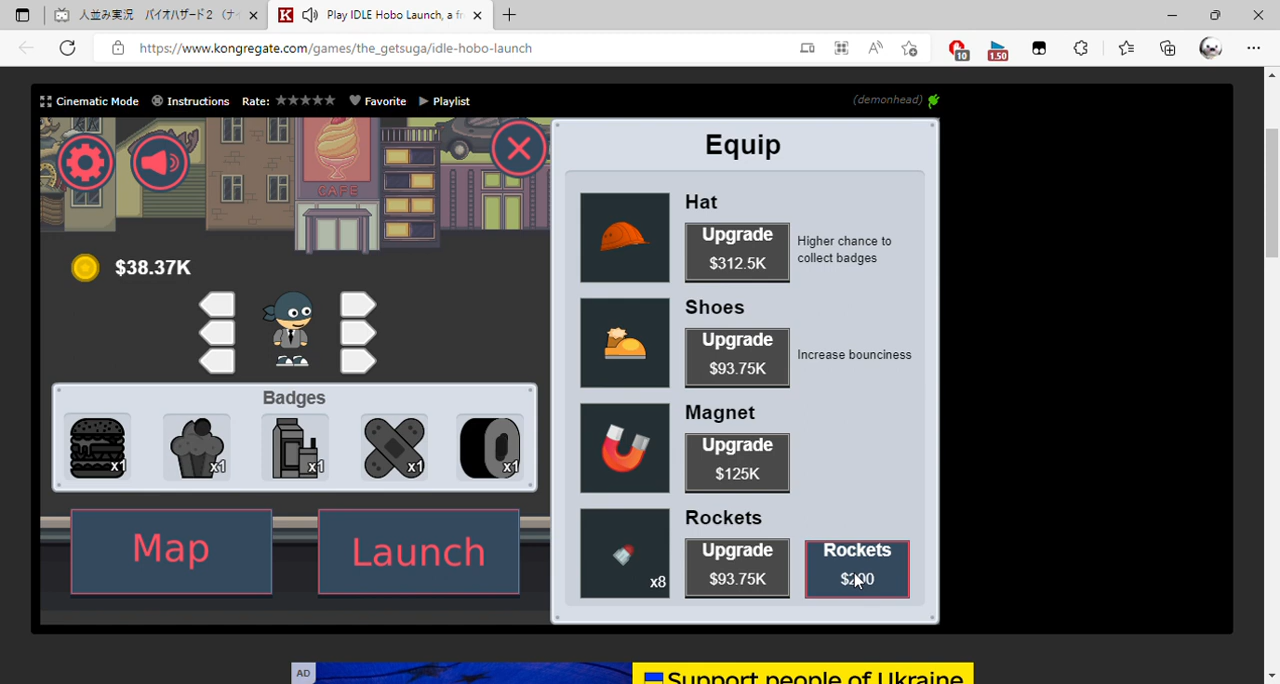 人並み実況 バイオハザード２ （ナイ
Play IDLE Hobo Launch, a fr
https://www.kongregate.com/games/the_getsuga/idle-hobo-launch
10
1.50
Cinematic Mode Instructions Rate: Favorite Playlist
(demonhead)
CAFE
$38.37K
Badges
x1 x1 x1 x1 x1
Map
Launch
Equip
Hat
Upgrade
$312.5K
Higher chance to
collect badges
Shoes
Upgrade
$93.75K
Increase bounciness
Magnet
Upgrade
$125K
Rockets
x8
Upgrade
$93.75K
Rockets
$200
AD
Support people of Ukraine